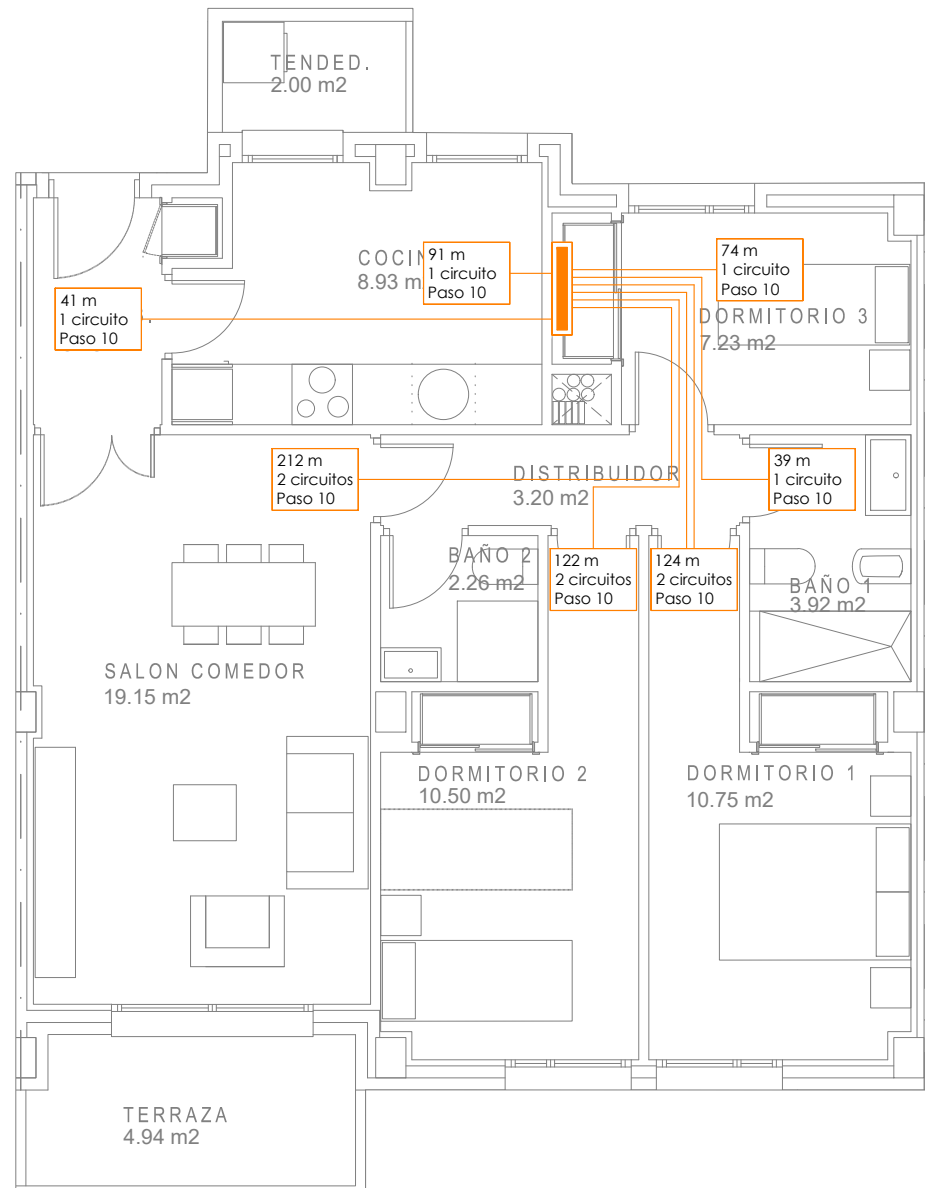 TENDED.
2.00 m2
COCIN
8.93 m
91 m
1 circuito
Paso 10
74 m
1 circuito
Paso 10
41 m
1 circuito
Paso 10
DORMITORIO 3
7.23 m2
212 m
2 circuitos
Paso 10
DISTRIBUIDOR
3.20 m2
39 m
1 circuito
Paso 10
BAÑO 2
2.26 m2
122 m
2 circuitos
Paso 10
124 m
2 circuitos
Paso 10
BAÑO 1
3.92 m2
SALON COMEDOR
19.15 m2
DORMITORIO 2
10.50 m2
DORMITORIO 1
10.75 m2
TERRAZA
4.94 m2